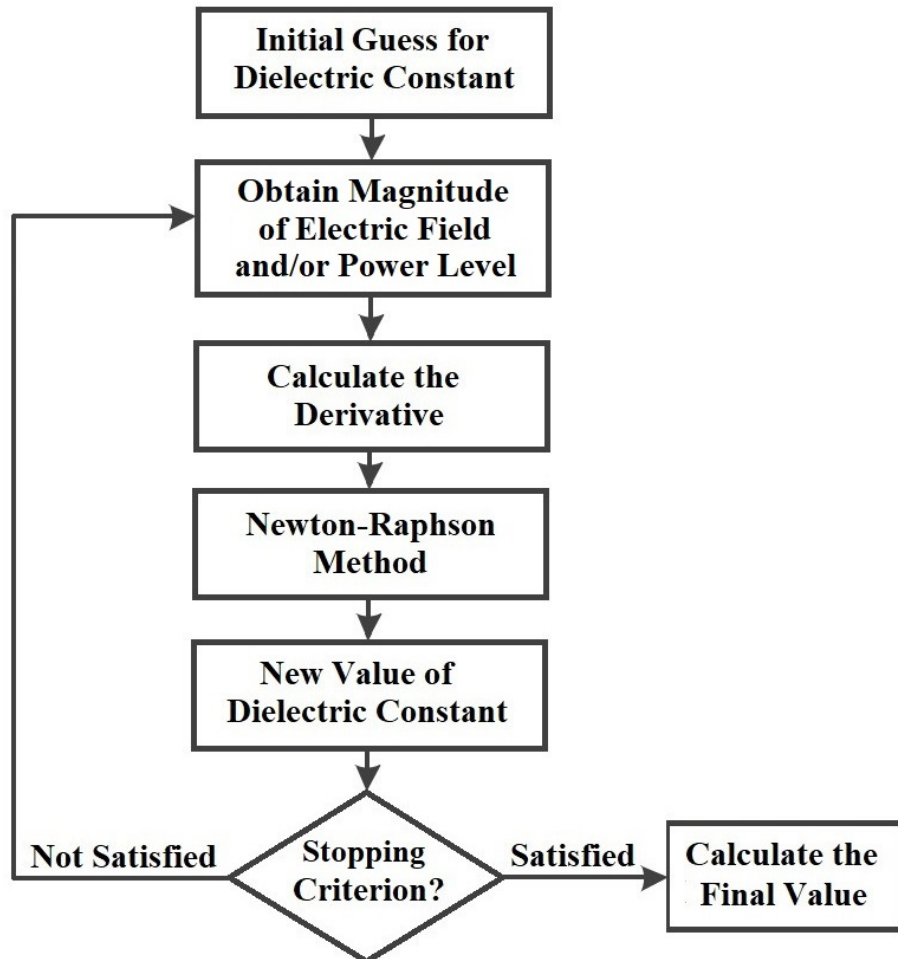 Initial Guess for
Dielectric Constant
Obtain Magnitude
of Electric Field
and/or Power Level
Calculate the
Derivative
Newton-Raphson
Method
New Value of
Dielectric Constant
Not Satisfied
Stopping
Criterion?
Satisfied
Calculate the
Final Value